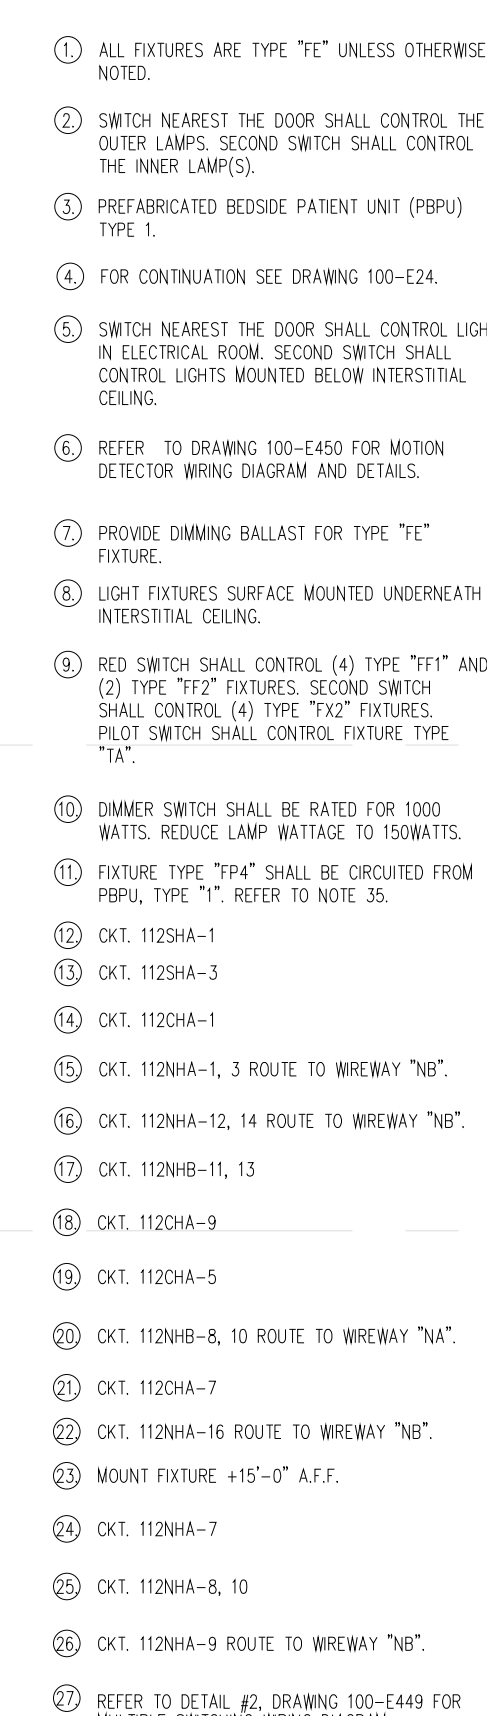 1. ALL FIXTURES ARE TYPE "FE" UNLESS OTHERWISE
NOTED.
2. SWITCH NEAREST THE DOOR SHALL CONTROL THE
OUTER LAMPS. SECOND SWITCH SHALL CONTROL
THE INNER LAMP(S).
3. PREFABRICATED BEDSIDE PATIENT UNIT (PBPU)
TYPE 1.
4. FOR CONTINUATION SEE DRAWING 100-E24.
5. SWITCH NEAREST THE DOOR SHALL CONTROL LIGH
IN ELECTRICAL ROOM. SECOND SWITCH SHALL
CONTROL LIGHTS MOUNTED BELOW INTERSTITIAL
CEILING.
6. REFER TO DRAWING 100-E450 FOR MOTION
DETECTOR WIRING DIAGRAM AND DETAILS.
7. PROVIDE DIMMING BALLAST FOR TYPE "FE"
FIXTURE.
8. LIGHT FIXTURES SURFACE MOUNTED UNDERNEATH
INTERSTITIAL CEILING.
9. RED SWITCH SHALL CONTROL (4) TYPE "FF1" AND
(2) TYPE "FF2" FIXTURES. SECOND SWITCH
SHALL CONTROL (4) TYPE "FX2" FIXTURES.
PILOT SWITCH SHALL CONTROL FIXTURE TYPE
"TA".
10. DIMMER SWITCH SHALL BE RATED FOR 1000
WATTS. REDUCE LAMP WATTAGE TO 150WATTS.
11. FIXTURE TYPE "FP4" SHALL BE CIRCUITED FROM
PBPU, TYPE "1". REFER TO NOTE 35.
12. CKT. 112SHA-1
13. CKT. 112SHA-3
14. CKT. 112CHA-1
15. CKT. 112NHA-1, 3 ROUTE TO WIREWAY "NB".
16. CKT. 112NHA-12, 14 ROUTE TO WIREWAY "NB".
17. CKT. 112NHB-11, 13
18. CKT. 112CHA-9
19. CKT. 112CHA-5
20. CKT. 112NHB-8, 10 ROUTE TO WIREWAY "NA".
21. CKT. 112CHA-7
22. CKT. 112NHA-16 ROUTE TO WIREWAY "NB".
23. MOUNT FIXTURE +15'-0" A.F.F.
24. CKT. 112NHA-7
25. CKT. 112NHA-8, 10
26. CKT. 112NHA-9 ROUTE TO WIREWAY "NB".
27. REFER TO DETAIL #2, DRAWING 100-E449 FOR
MULTIPLE SWITCHING WIRING DIAGRAM.